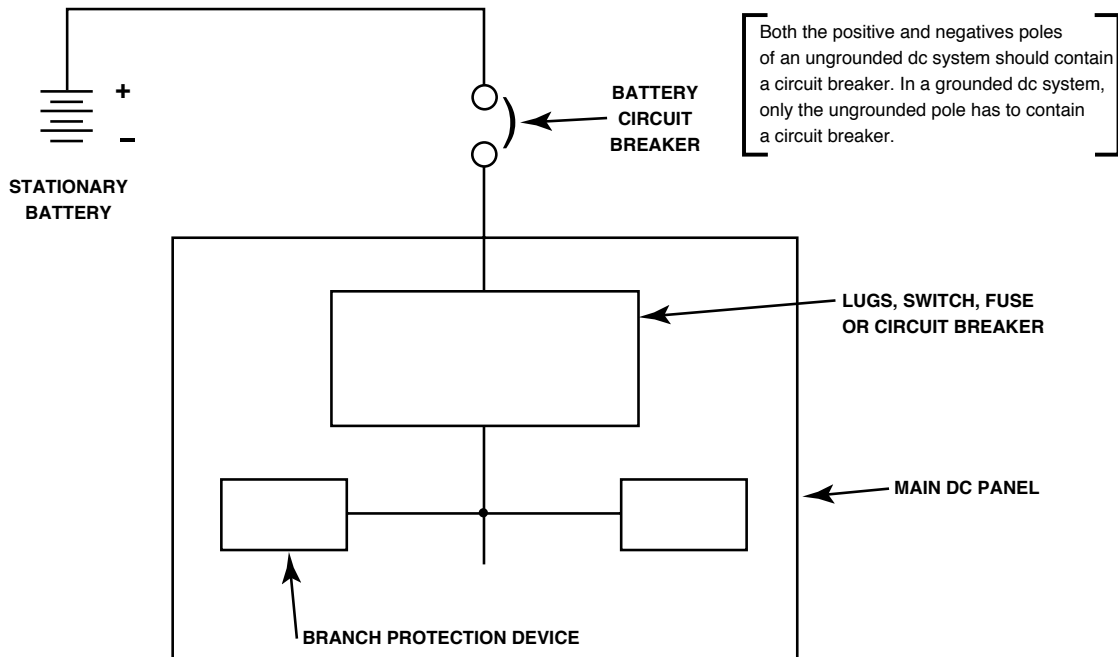 Both the positive and negatives poles
of an ungrounded dc system should contain
a circuit breaker. In a grounded dc system,
only the ungrounded pole has to contain
a circuit breaker.
+
–
BATTERY
CIRCUIT
BREAKER
STATIONARY
BATTERY
LUGS, SWITCH, FUSE
OR CIRCUIT BREAKER
MAIN DC PANEL
BRANCH PROTECTION DEVICE